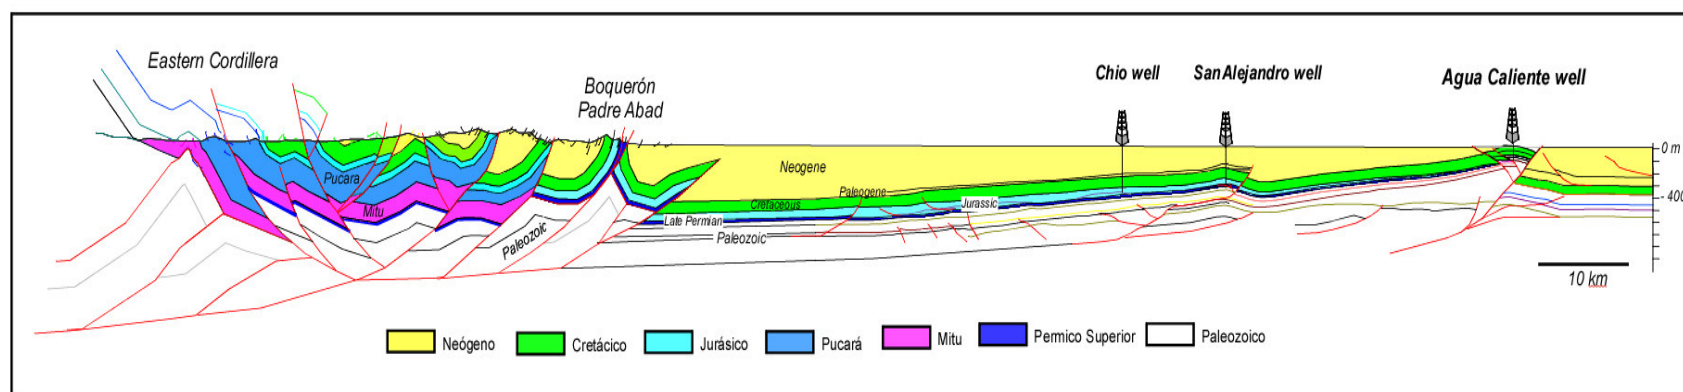 Eastern Cordillera
Boquerón
Padre Abad
Chio well
San Alejandro well
Agua Caliente well
0 m
Neogene
Pucara
Paleogene
- 400
Cretaceous
Jurassic
Mitu
Late Permian
Paleozoic
Paleozoic
10 km
Neógeno
Cretácico
Jurásico
Pucará
Mitu
Permico Superior
Paleozoico